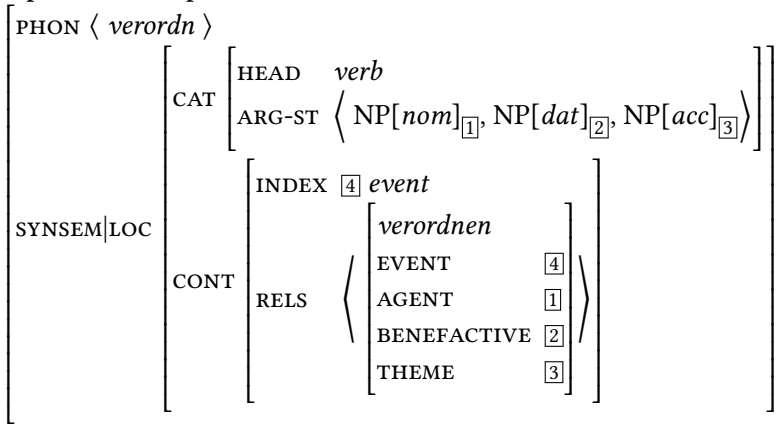 PHON ⟨ verordn ⟩
HEAD verb
CAT
ARG-ST ⟨ NP[nom]1, NP[dat]2, NP[acc]3 ⟩
INDEX 4 event
SYNSEM|LOC
verordnen
EVENT 4
CONT
RELS ⟨ AGENT 1 ⟩
BENEFACTIVE 2
THEME 3